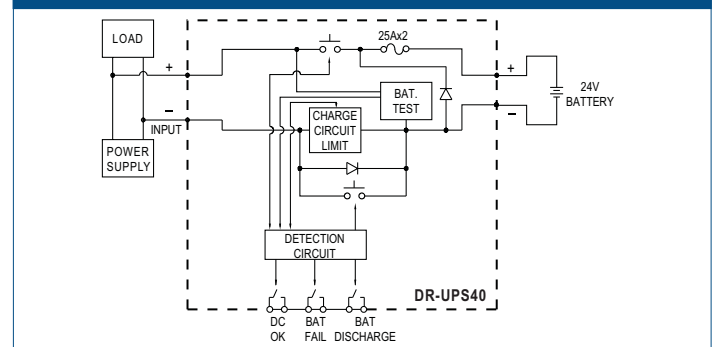 LOAD
25Ax2
+
+
BAT.
TEST
24V
BATTERY
–
–
INPUT
CHARGE
CIRCUIT
LIMIT
POWER
SUPPLY
DETECTION
CIRCUIT
DR-UPS40
DC
OK
BAT
FAIL
BAT
DISCHARGE